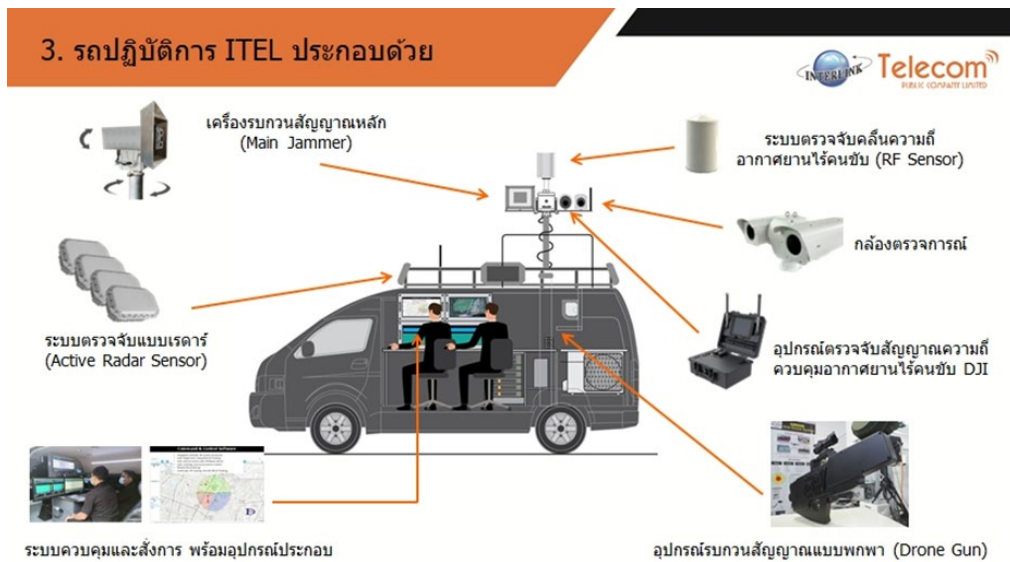 3. รถปฏิบัติการ ITEL ประกอบด้วย
INTERLINK Telecom
PUBLIC COMPANY LIMITED
เครื่องรบกวนสัญญาณหลัก
(Main Jammer)
ระบบตรวจจับคลื่นความถี่
อากาศยานไร้คนขับ (RF Sensor)
กล้องตรวจการณ์
ระบบตรวจจับแบบเรดาร์
(Active Radar Sensor)
อุปกรณ์ตรวจจับสัญญาณความถี่
ควบคุมอากาศยานไร้คนขับ DJI
Command & Control Software
ระบบควบคุมและสั่งการ พร้อมอุปกรณ์ประกอบ
อุปกรณ์รบกวนสัญญาณแบบพกพา (Drone Gun)